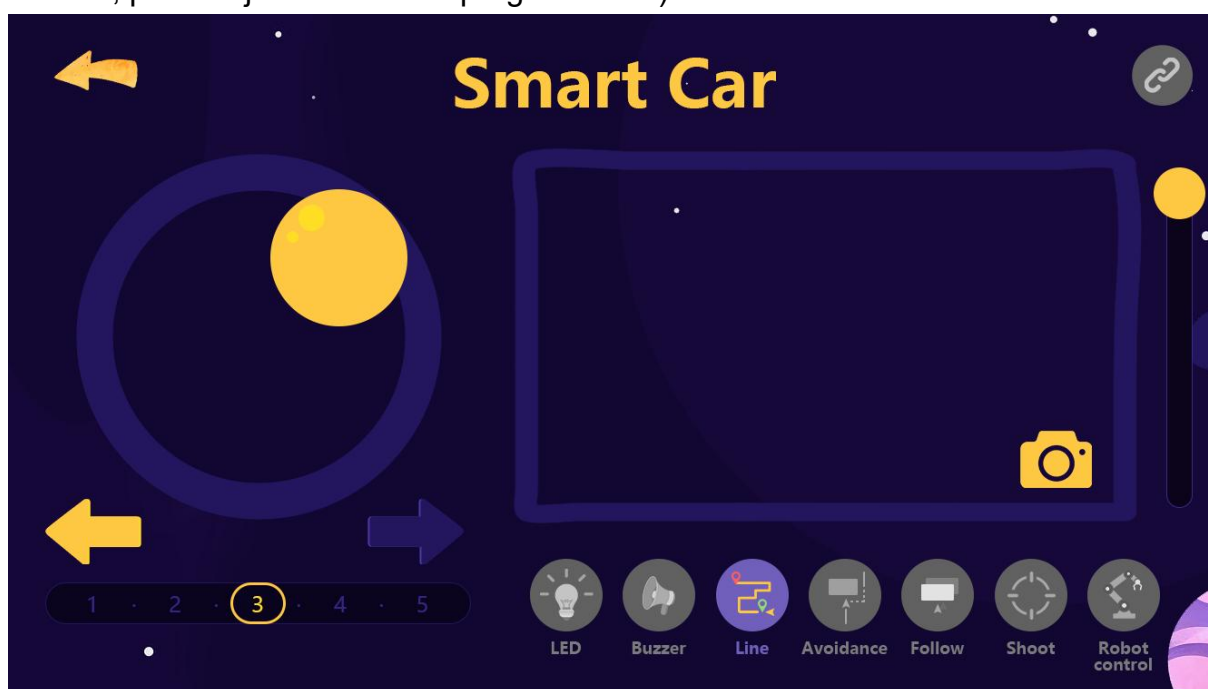 Smart Car
1 · 2 · 3 · 4 · 5
LED
Buzzer
Line
Avoidance
Follow
Shoot
Robot
control